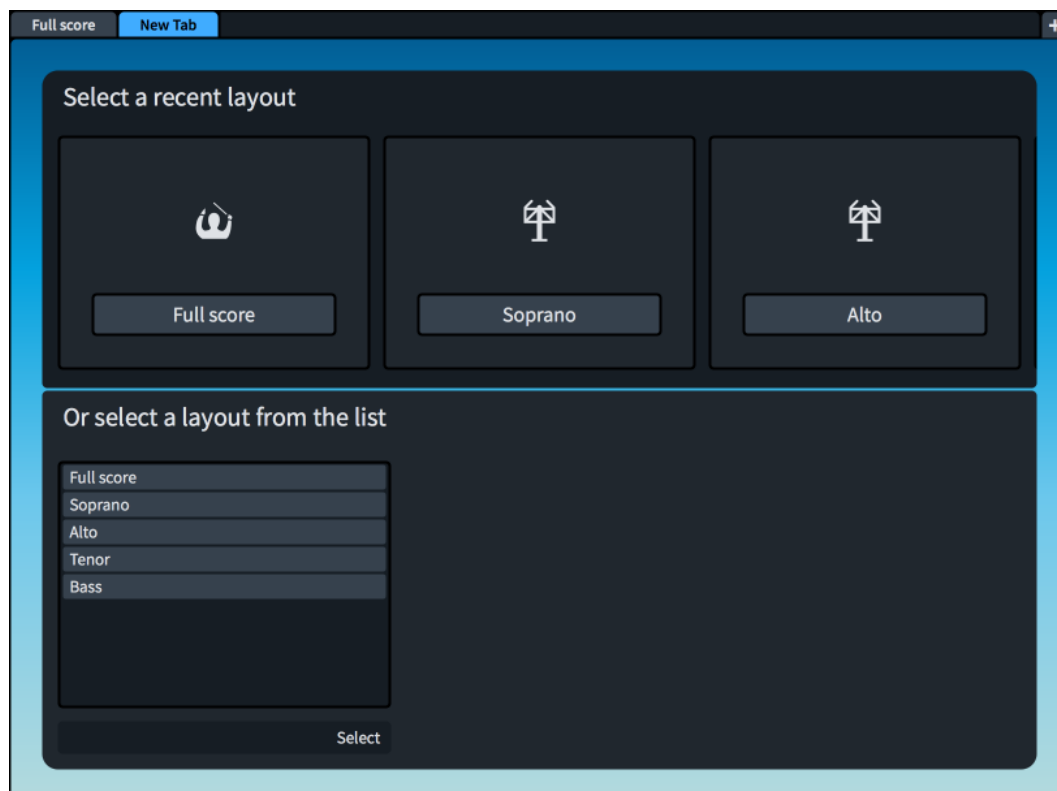 Full score
New Tab
+
Select a recent layout
Full score
Soprano
Alto
Or select a layout from the list
Full score
Soprano
Alto
Tenor
Bass
Select